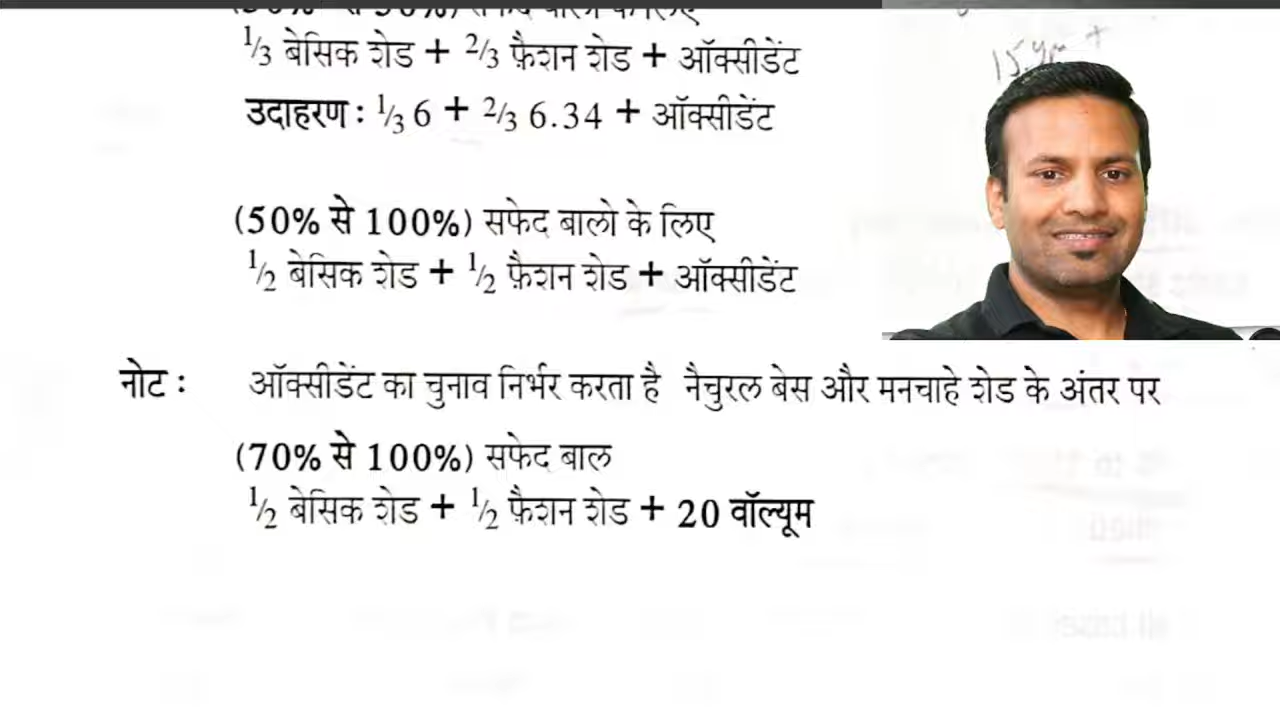 सफेद बालो के लिए
⅓ बेसिक शेड + ⅔ फ़ैशन शेड + ऑक्सीडेंट
उदाहरण : ⅓ 6 + ⅔ 6.34 + ऑक्सीडेंट
(50% से 100%) सफेद बालो के लिए
½ बेसिक शेड + ½ फ़ैशन शेड + ऑक्सीडेंट
नोट : ऑक्सीडेंट का चुनाव निर्भर करता है नैचुरल बेस और मनचाहे शेड के अंतर पर
(70% से 100%) सफेद बाल
½ बेसिक शेड + ½ फ़ैशन शेड + 20 वॉल्यूम